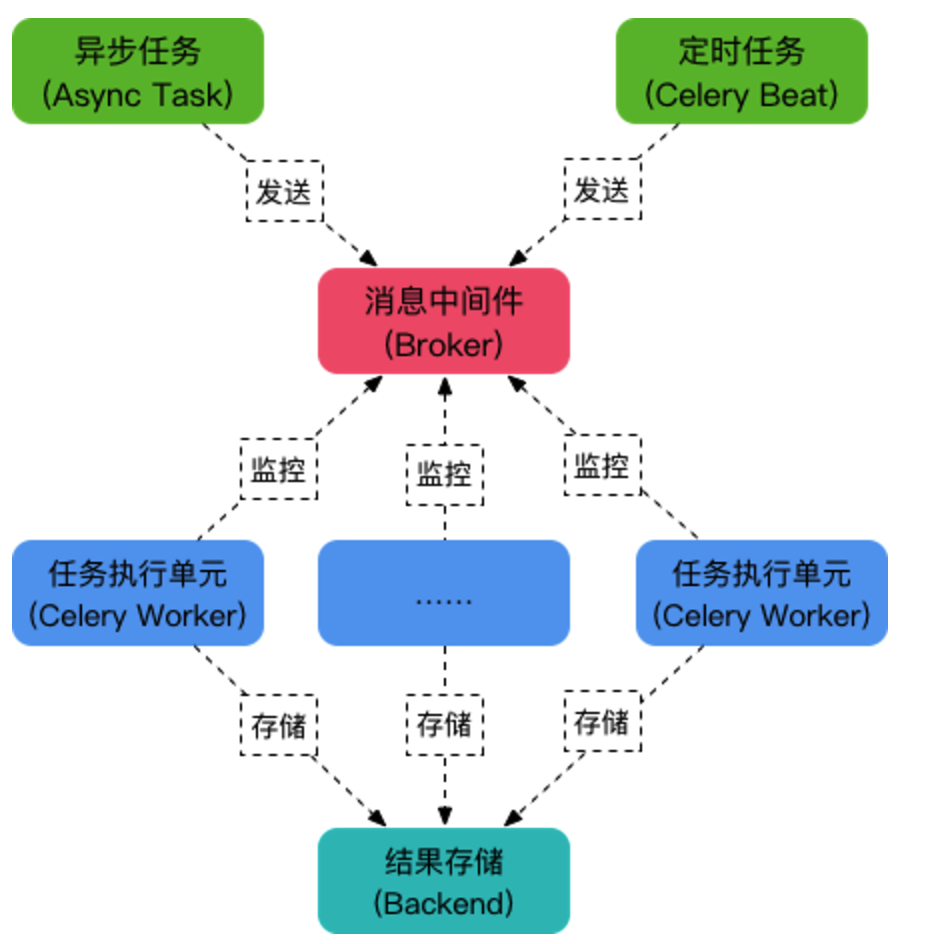 异步任务
(Async Task)
定时任务
(Celery Beat)
发送
发送
消息中间件
(Broker)
监控
监控
监控
任务执行单元
(Celery Worker)
......
任务执行单元
(Celery Worker)
存储
存储
存储
结果存储
(Backend)